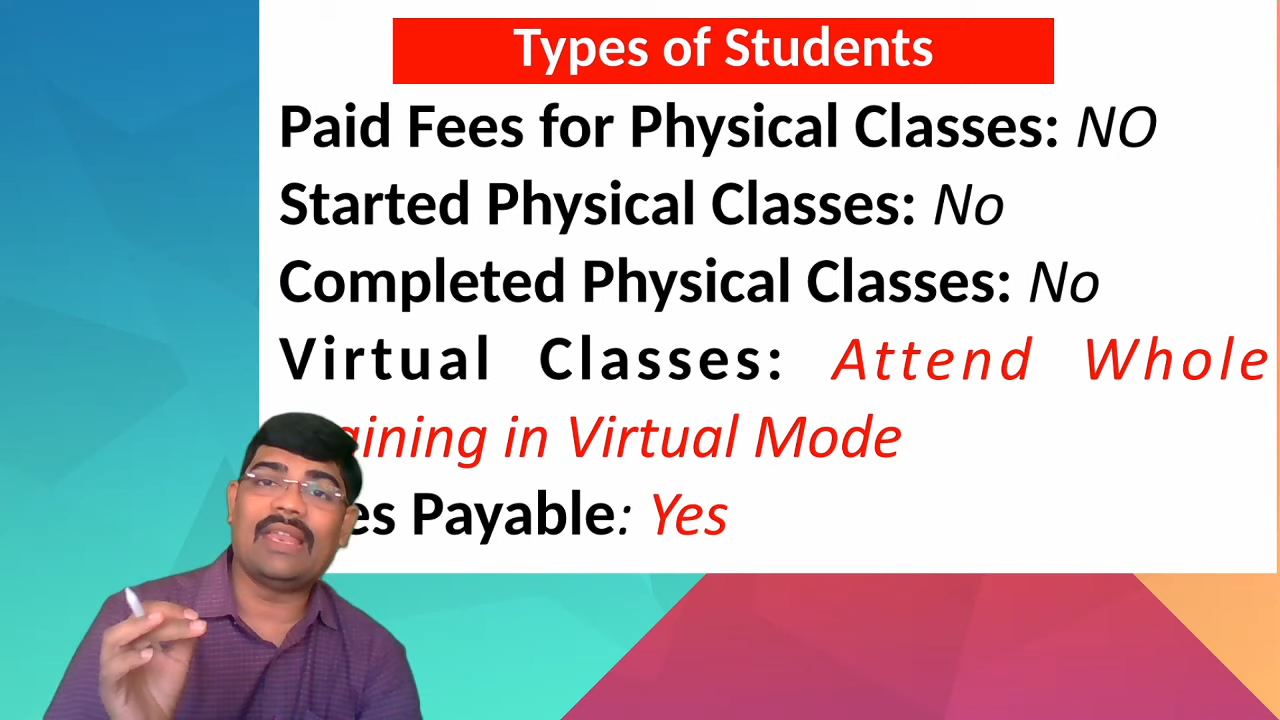 Types of Students
Paid Fees for Physical Classes: NO
Started Physical Classes: No
Completed Physical Classes: No
Virtual Classes: Attend Whole
aining in Virtual Mode
es Payable: Yes